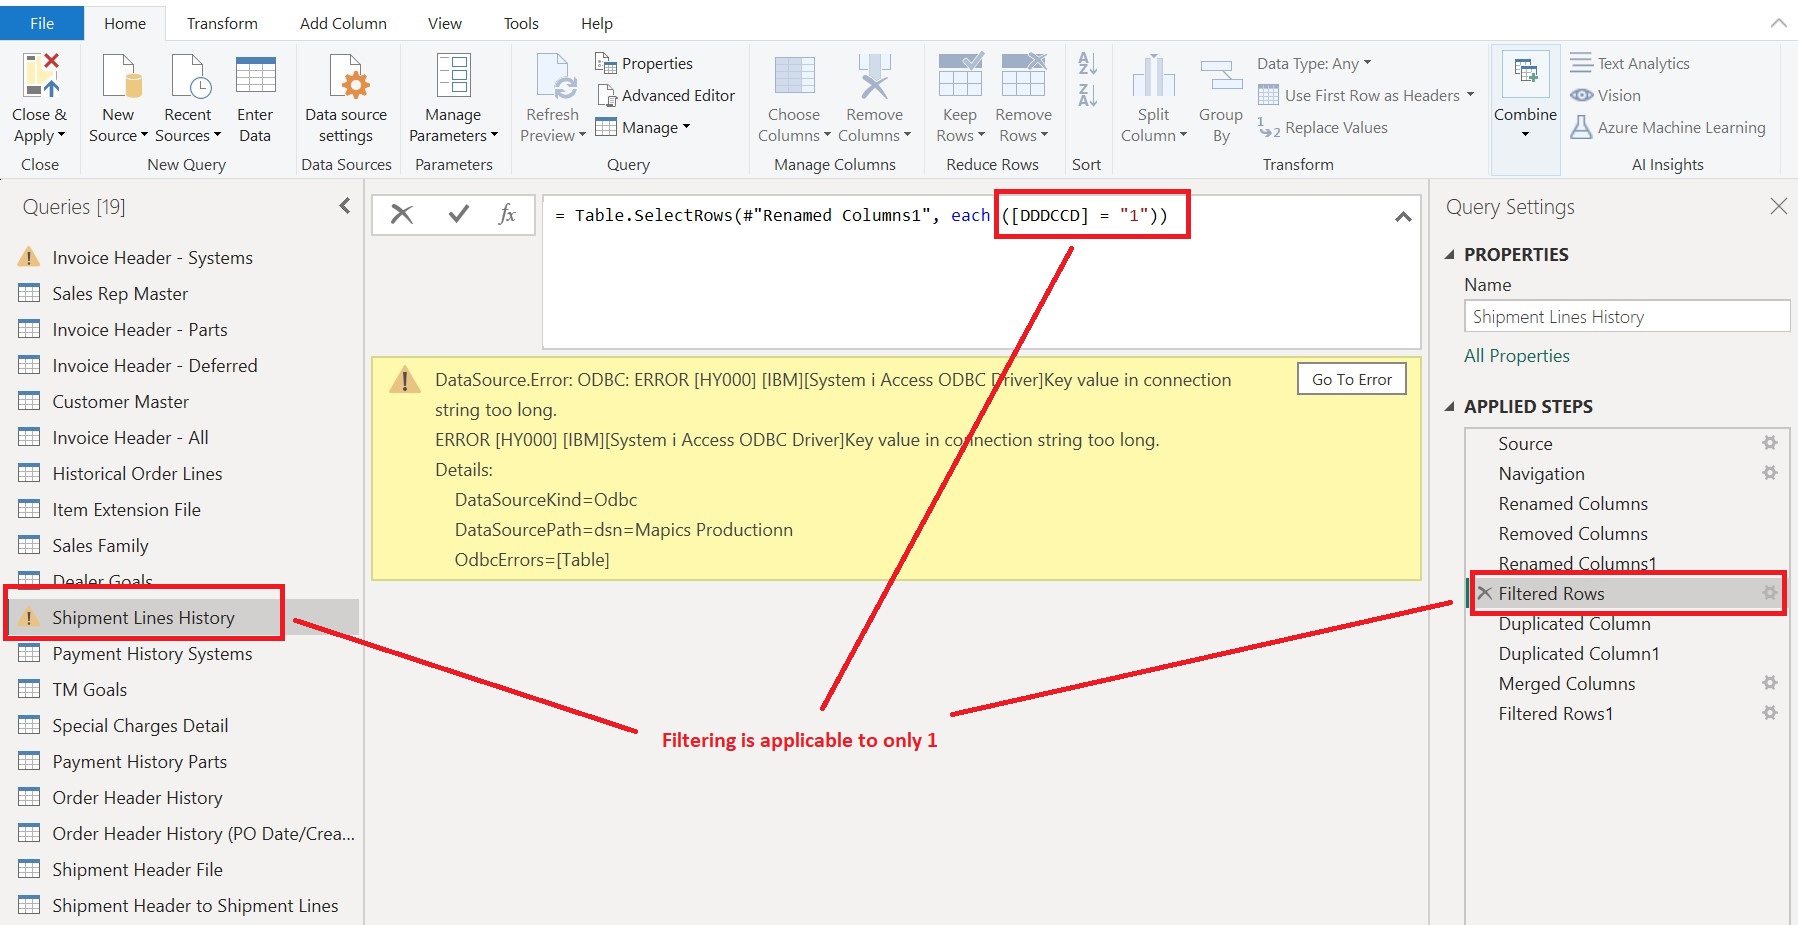 File Home Transform Add Column View Tools Help
Close & Apply
New Source
Recent Sources
Enter Data
Data source settings
Manage Parameters
Refresh Preview
Properties
Advanced Editor
Manage
Choose Columns
Remove Columns
Keep Rows
Remove Rows
A Z
Z A
Split Column
Group By
Data Type: Any
Use First Row as Headers
1 2 Replace Values
Combine
Text Analytics
Vision
Azure Machine Learning
Close New Query Data Sources Parameters Query Manage Columns Reduce Rows Sort Transform AI Insights
Queries [19]
Invoice Header - Systems
Sales Rep Master
Invoice Header - Parts
Invoice Header - Deferred
Customer Master
Invoice Header - All
Historical Order Lines
Item Extension File
Sales Family
Dealer Goals
Shipment Lines History
Payment History Systems
TM Goals
Special Charges Detail
Payment History Parts
Order Header History
Order Header History (PO Date/Crea...
Shipment Header File
Shipment Header to Shipment Lines
fx
= Table.SelectRows(#"Renamed Columns1", each ([DDDCCD] = "1"))
DataSource.Error: ODBC: ERROR [HY000] [IBM][System i Access ODBC Driver]Key value in connection
string too long.
ERROR [HY000] [IBM][System i Access ODBC Driver]Key value in connection string too long.
Details:
DataSourceKind=Odbc
DataSourcePath=dsn=Mapics Productionn
OdbcErrors=[Table]
Go To Error
Filtering is applicable to only 1
Query Settings
PROPERTIES
Name
Shipment Lines History
All Properties
APPLIED STEPS
Source
Navigation
Renamed Columns
Removed Columns
Renamed Columns1
Filtered Rows
Duplicated Column
Duplicated Column1
Merged Columns
Filtered Rows1